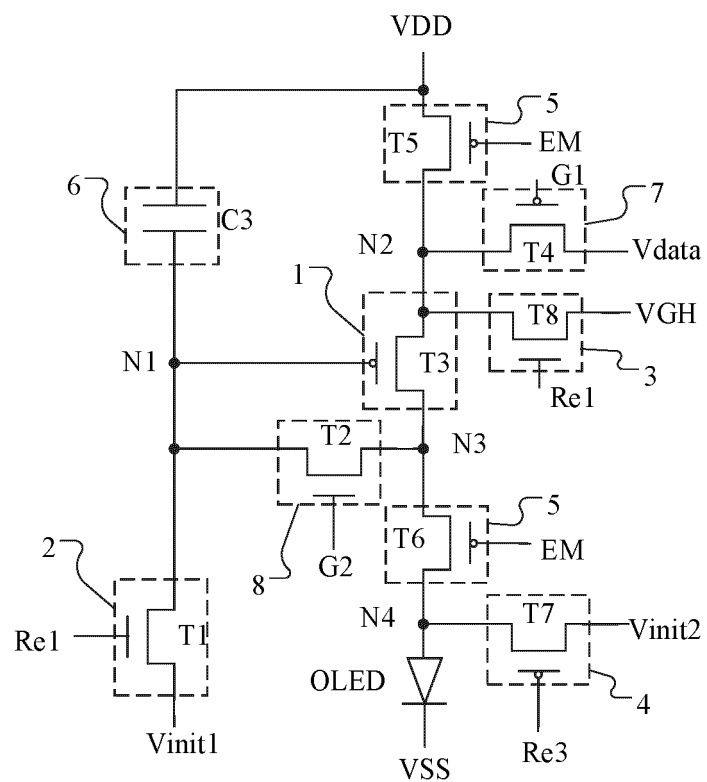 VDD
5
T5
EM
G1
6
C3
7
N2
T4
Vdata
1
T8
VGH
N1
T3
3
Re1
T2
N3
5
T6
EM
2
8
G2
N4
T7
Vinit2
Re1
T1
OLED
4
Vinit1
VSS
Re3